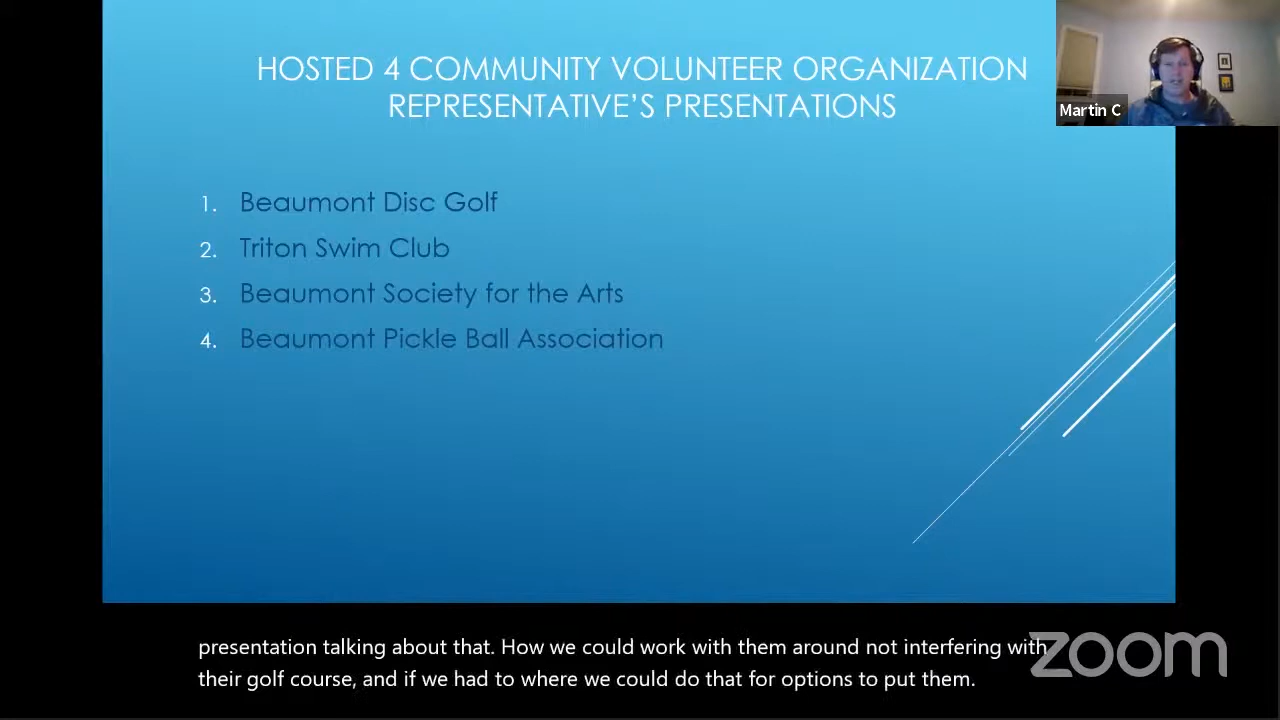 HOSTED 4 COMMUNITY VOLUNTEER ORGANIZATION
REPRESENTATIVE'S PRESENTATIONS
Martin C
1. Beaumont Disc Golf
2. Triton Swim Club
3. Beaumont Society for the Arts
4. Beaumont Pickle Ball Association
presentation talking about that. How we could work with them around not interfering with
their golf course, and if we had to where we could do that for options to put them.
zoom